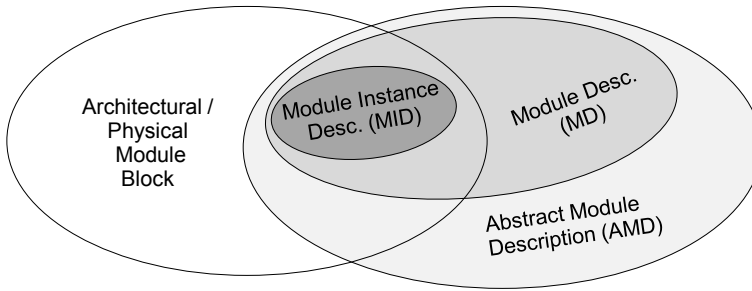 Architectural /
Physical
Module
Block
Module Instance
Desc. (MID)
Module Desc.
(MD)
Abstract Module
Description (AMD)